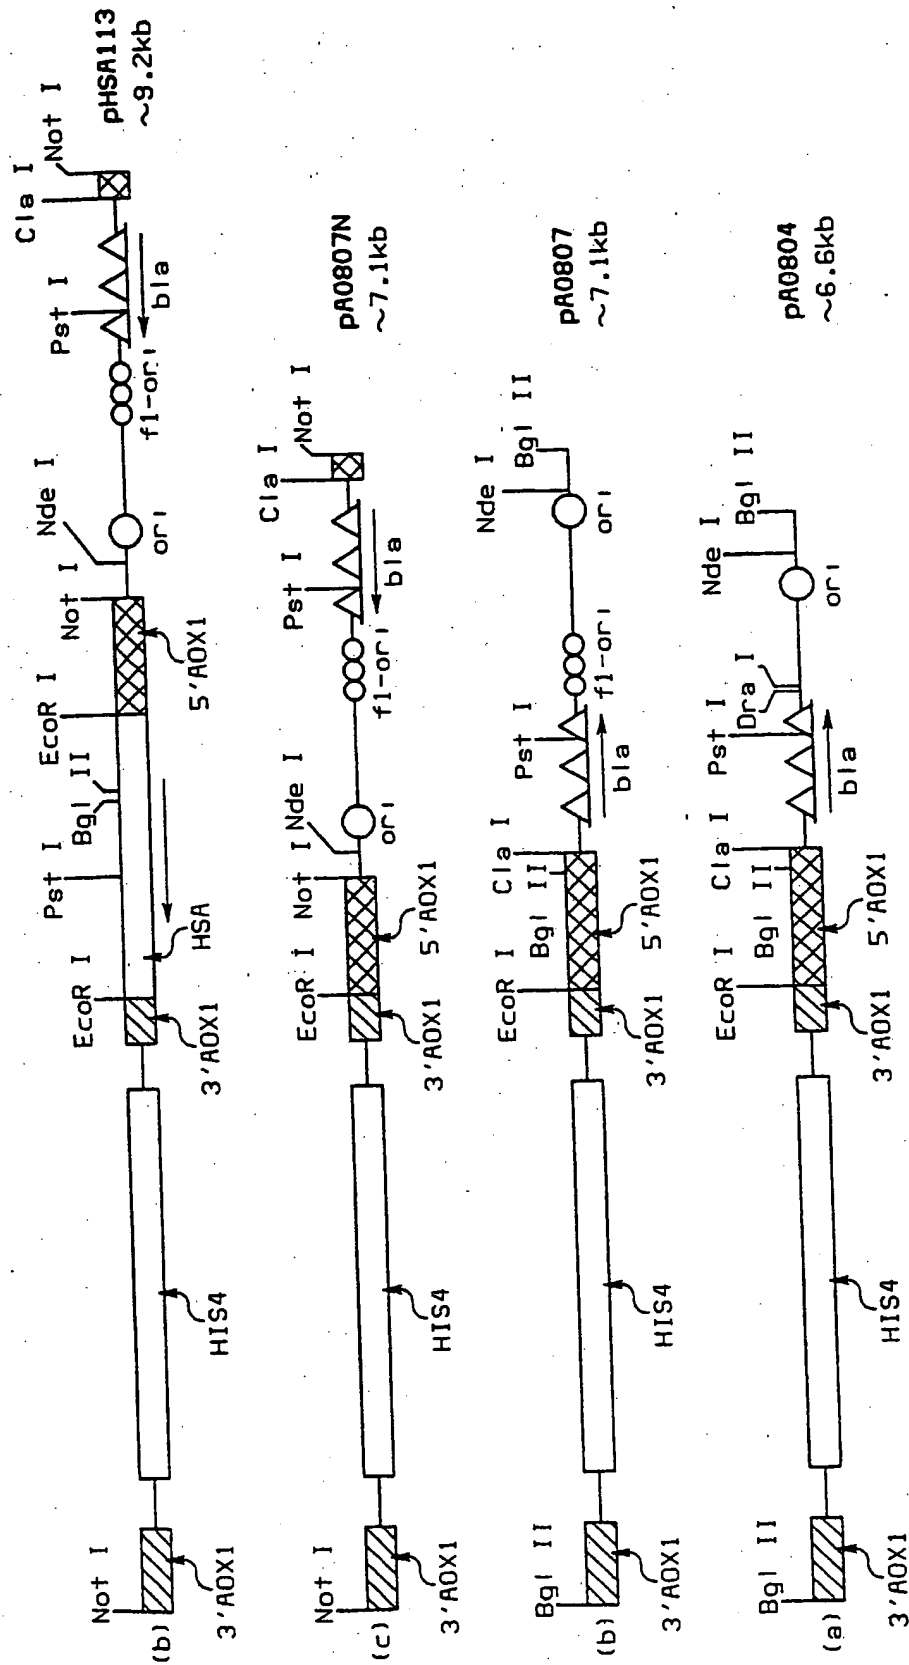 Not I
EcoR I
Pst I
Bgl II
EcoR I
Not I
Nde I
Pst I
Cla I
Not I
pHSA113
~9.2kb
(b)
3'AOX1
HIS4
3'AOX1
HSA
5'AOX1
ori
f1-ori
bla
Not I
EcoR I
Not I
Nde I
Pst I
Cla I
Not I
pA0807N
~7.1kb
(c)
3'AOX1
HIS4
3'AOX1
5'AOX1
ori
f1-ori
bla
Bgl II
EcoR I
Bgl II
Cla I
Pst I
Nde I
Bgl II
pA0807
~7.1kb
(b)
3'AOX1
HIS4
3'AOX1
5'AOX1
bla
f1-ori
ori
Bgl II
EcoR I
Bgl II
Cla I
Pst I
Dra I
Nde I
Bgl II
pA0804
~6.6kb
(a)
3'AOX1
HIS4
3'AOX1
5'AOX1
bla
ori